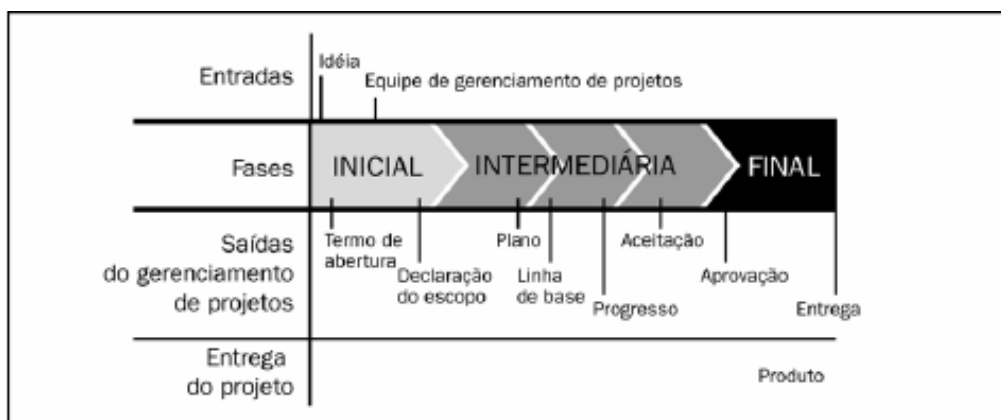 Idéia
Entradas
Equipe de gerenciamento de projetos
Fases
INICIAL
INTERMEDIÁRIA
FINAL
Saídas
do gerenciamento
de projetos
Termo de
abertura
Declaração
do escopo
Plano
Linha
de base
Progresso
Aceitação
Aprovação
Entrega
Entrega
do projeto
Produto